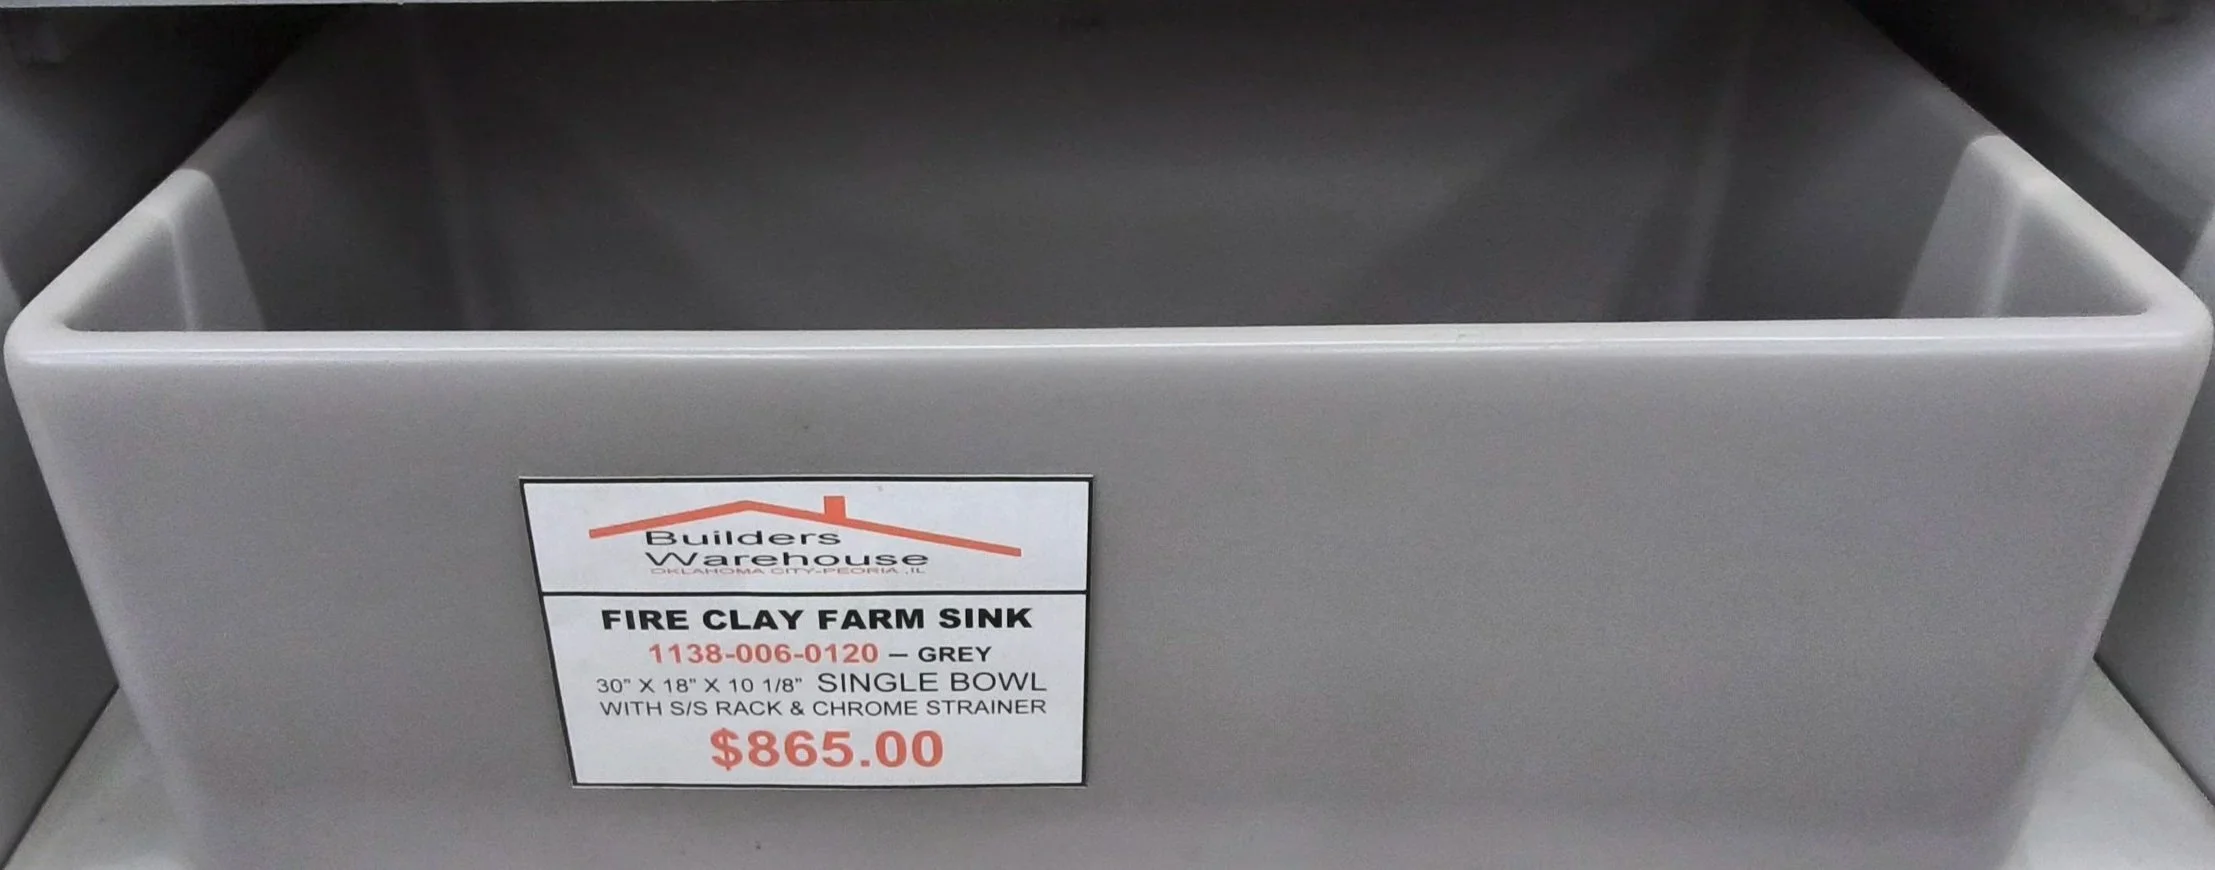 Builders
Warehouse
OKLAHOMA CITY-PEORIA ,IL
FIRE CLAY FARM SINK
1138-006-0120 – GREY
30" X 18" X 10 1/8" SINGLE BOWL
WITH S/S RACK & CHROME STRAINER
$865.00